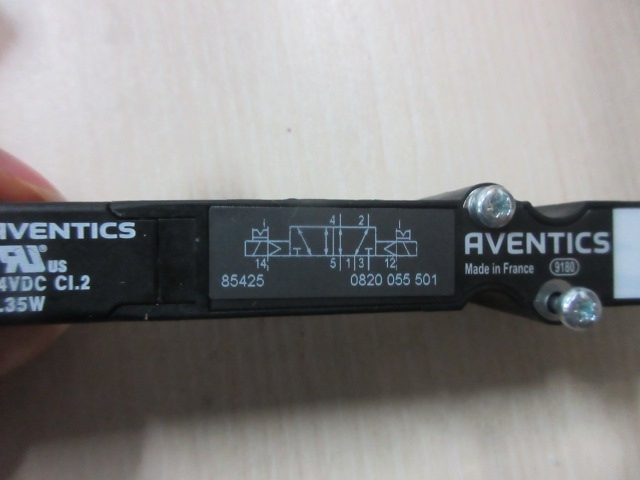 AVENTICS
US
4VDC Cl.2
.35W
4 2
14 5 1 3 12
85425 0820 055 501
AVENTICS
Made in France 9180